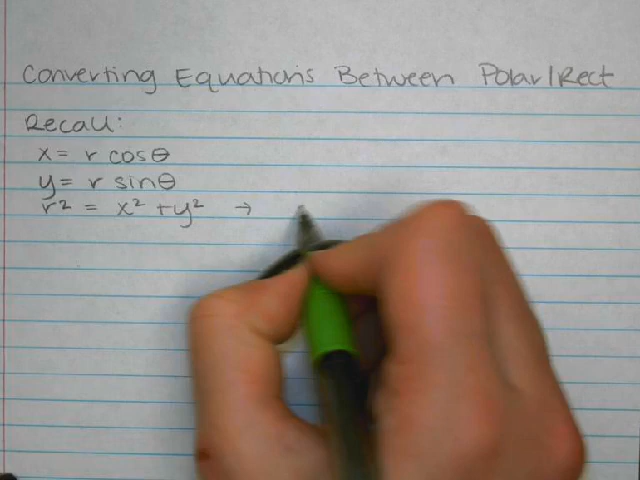 Converting Equations Between Polar/Rect
Recall:
x = r cosθ
y = r sinθ
r² = x² + y² →